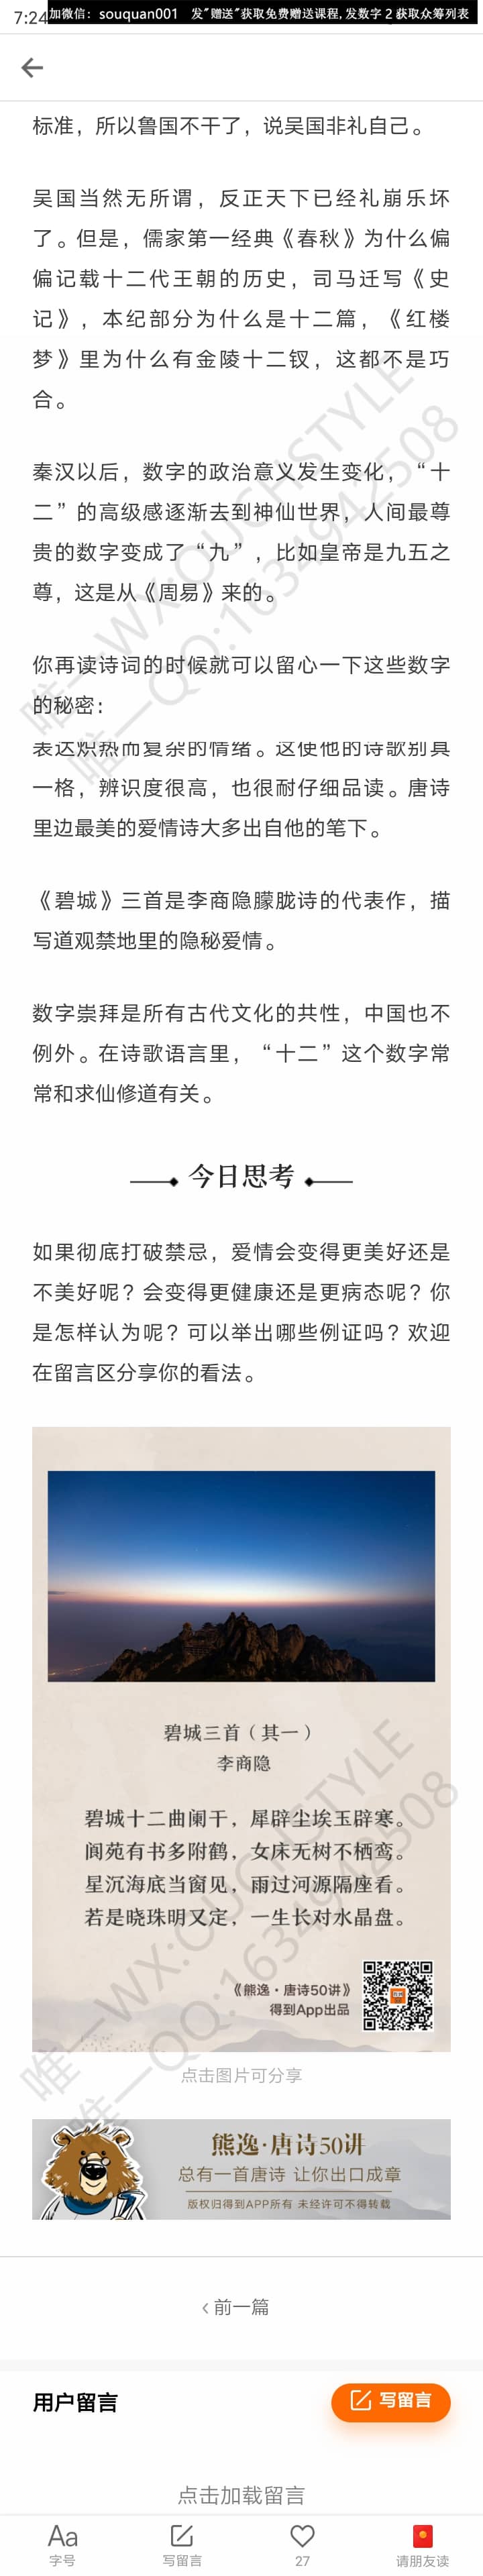 7:24
加微信：souquan001 发"赠送"获取免费赠送课程,发数字 2 获取众筹列表
标准，所以鲁国不干了，说吴国非礼自己。
吴国当然无所谓，反正天下已经礼崩乐坏
了。但是，儒家第一经典《春秋》为什么偏
偏记载十二代王朝的历史，司马迁写《史
记》，本纪部分为什么是十二篇，《红楼
梦》里为什么有金陵十二钗，这都不是巧
合。
秦汉以后，数字的政治意义发生变化，“十
二”的高级感逐渐去到神仙世界，人间最尊
贵的数字变成了“九”，比如皇帝是九五之
尊，这是从《周易》来的。
你再读诗词的时候就可以留心一下这些数字
的秘密：
表达炽热而复杂的情绪。这使他的诗歌别具
一格，辨识度很高，也很耐仔细品读。唐诗
里边最美的爱情诗大多出自他的笔下。
《碧城》三首是李商隐朦胧诗的代表作，描
写道观禁地里的隐秘爱情。
数字崇拜是所有古代文化的共性，中国也不
例外。在诗歌语言里，“十二”这个数字常
常和求仙修道有关。
今日思考
如果彻底打破禁忌，爱情会变得更美好还是
不美好呢？会变得更健康还是更病态呢？你
是怎样认为呢？可以举出哪些例证吗？欢迎
在留言区分享你的看法。
碧城三首（其一）
李商隐
碧城十二曲阑干，犀辟尘埃玉辟寒。
阆苑有书多附鹤，女床无树不栖鸾。
星沉海底当窗见，雨过河源隔座看。
若是晓珠明又定，一生长对水晶盘。
《熊逸·唐诗50讲》
得到App出品
点击图片可分享
熊逸·唐诗50讲
总有一首唐诗 让你出口成章
版权归得到APP所有 未经许可不得转载
前一篇
用户留言
写留言
点击加载留言
Aa
字号
写留言
27
请朋友读
唯一WX:OUCHSTYLE
唯一QQ:1634942508
唯一WX:OUCHSTYLE
唯一QQ:1634942508